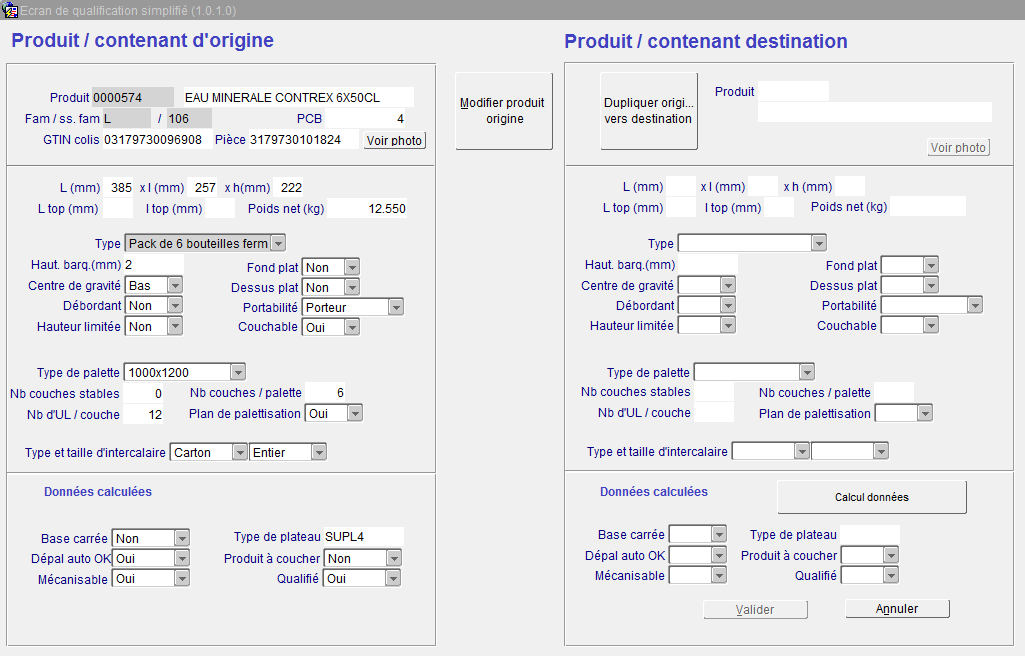 Ecran de qualification simplifié (1.0.1.0)
Produit / contenant d'origine
Produit 0000574 EAU MINERALE CONTREX 6X50CL
Fam / ss. fam L / 106 PCB 4
GTIN colis 03179730096908 Pièce 3179730101824 Voir photo
L (mm) 385 x l (mm) 257 x h(mm) 222
L top (mm) l top (mm) Poids net (kg) 12.550
Type Pack de 6 bouteilles ferm
Haut. barq.(mm) 2 Fond plat Non
Centre de gravité Bas Dessus plat Non
Débordant Non Portabilité Porteur
Hauteur limitée Non Couchable Oui
Type de palette 1000x1200
Nb couches stables 0 Nb couches / palette 6
Nb d'UL / couche 12 Plan de palettisation Oui
Type et taille d'intercalaire Carton Entier
Données calculées
Base carrée Non Type de plateau SUPL4
Dépal auto OK Oui Produit à coucher Non
Mécanisable Oui Qualifié Oui
Modifier produit
origine
Produit / contenant destination
Dupliquer origi...
vers destination
Produit
Voir photo
L (mm) x l (mm) x h (mm)
L top (mm) l top (mm) Poids net (kg)
Type
Haut. barq.(mm) Fond plat
Centre de gravité Dessus plat
Débordant Portabilité
Hauteur limitée Couchable
Type de palette
Nb couches stables Nb couches / palette
Nb d'UL / couche Plan de palettisation
Type et taille d'intercalaire
Données calculées Calcul données
Base carrée Type de plateau
Dépal auto OK Produit à coucher
Mécanisable Qualifié
Valider Annuler